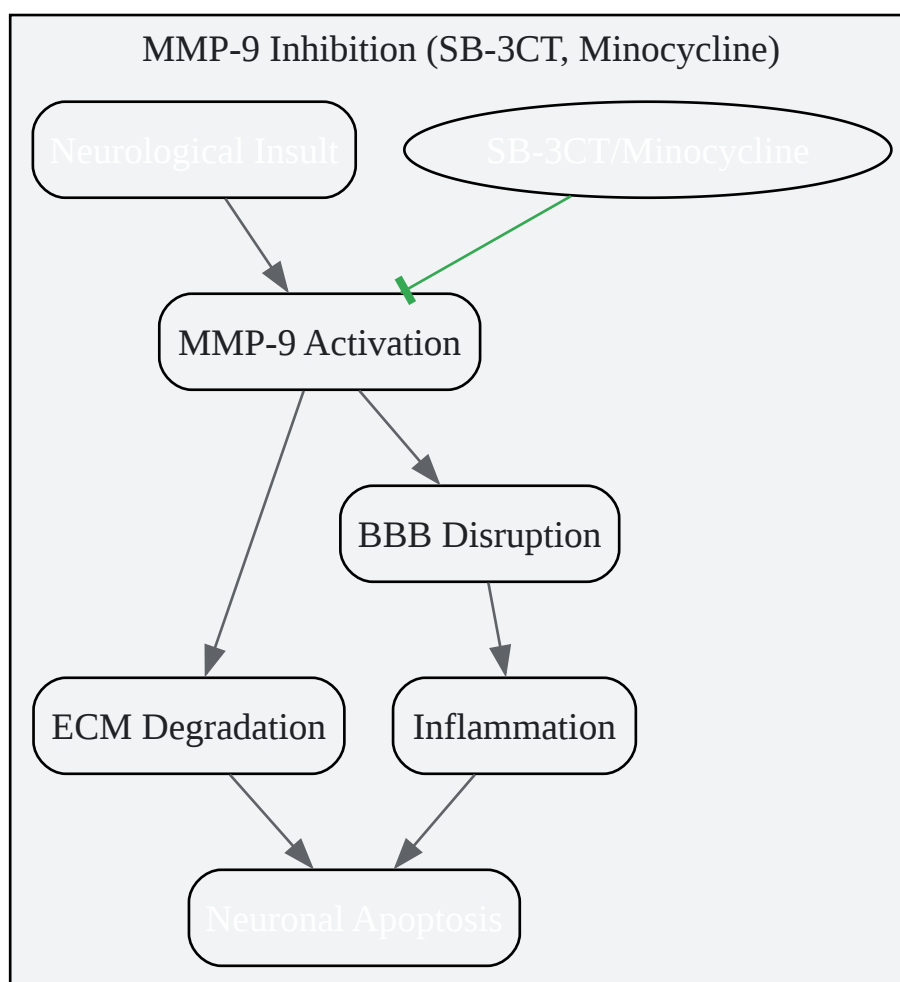 MMP-9 Inhibition (SB-3CT, Minocycline)
Neurological Insult
SB-3CT/Minocycline
MMP-9 Activation
BBB Disruption
ECM Degradation
Inflammation
Neuronal Apoptosis